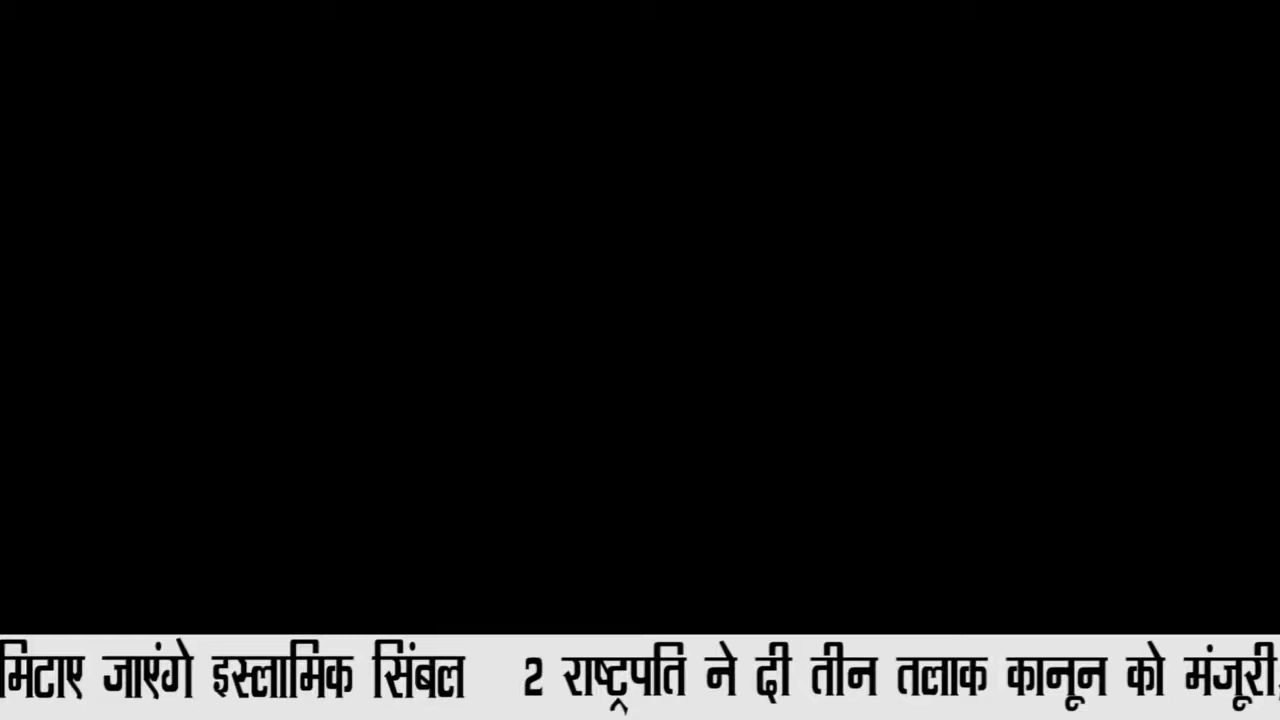 मिटाए जाएंगे इस्लामिक सिंबल 2 राष्ट्रपति ने दी तीन तलाक कानून को मंजूरी,